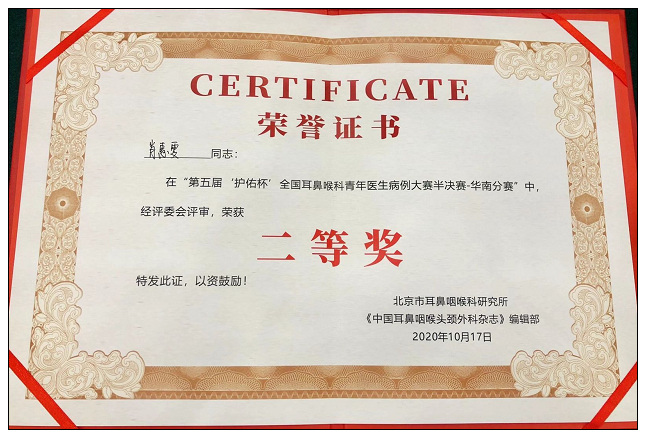 CERTIFICATE
荣誉证书
肖惠雯同志：
在“第五届‘护佑杯’全国耳鼻喉科青年医生病例大赛半决赛-华南分赛”中，
经评委会评审，荣获
二等奖
特发此证，以资鼓励！
北京市耳鼻咽喉科研究所
《中国耳鼻咽喉头颈外科杂志》编辑部
2020年10月17日